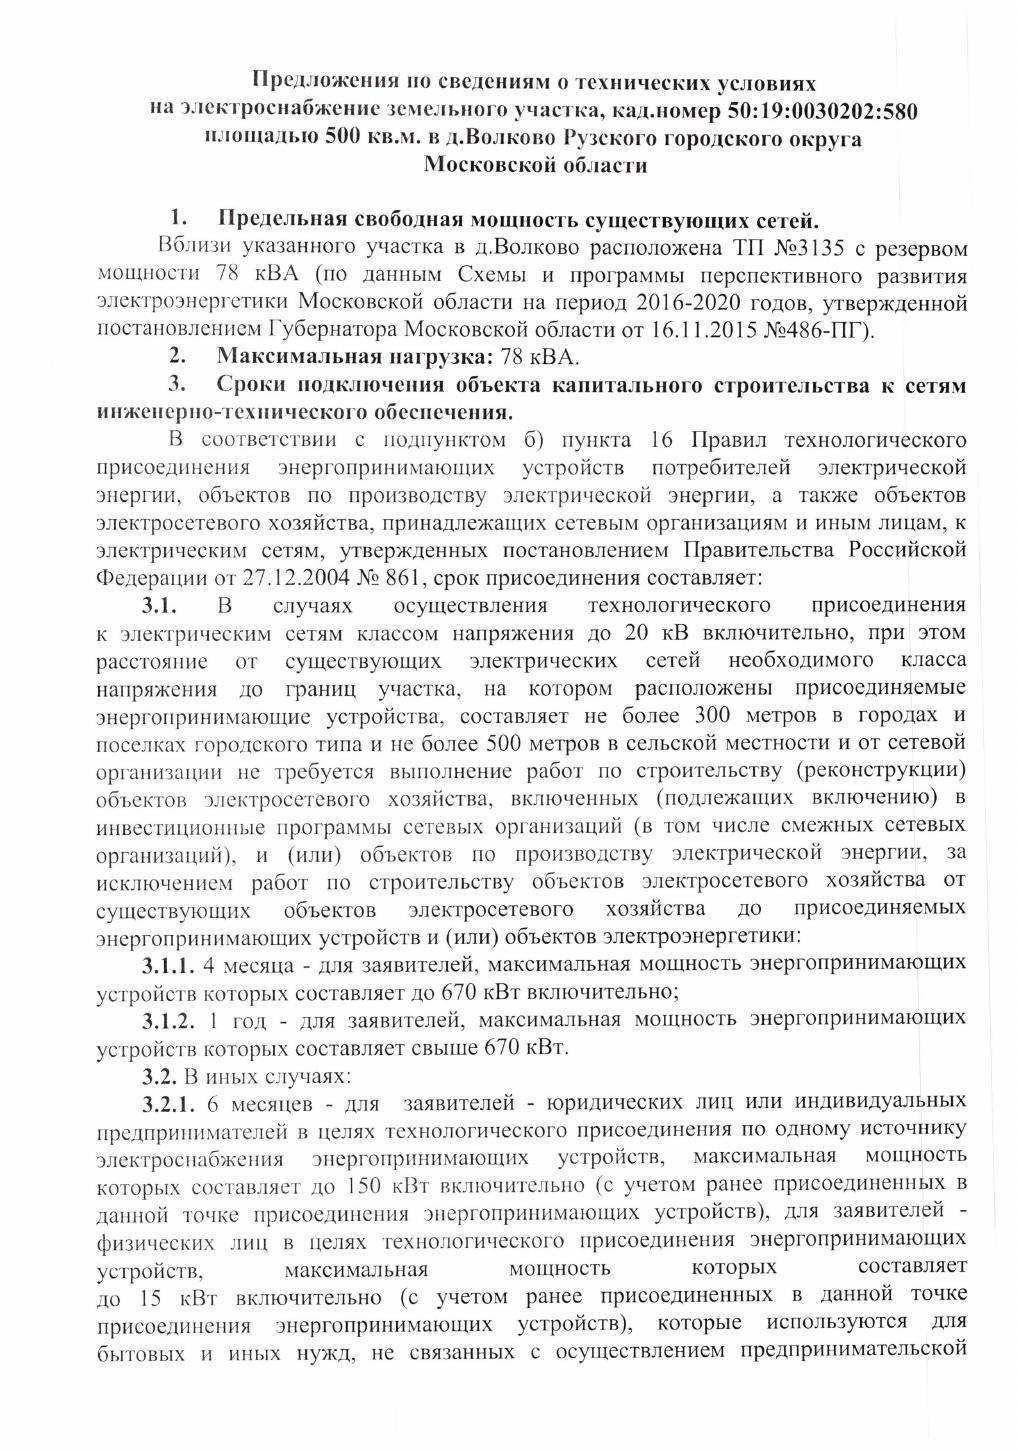 Предложения по сведениям о технических условиях
на электроснабжение земельного участка, кад.номер 50:19:0030202:580
площадью 500 кв.м. в д.Волково Рузского городского округа
Московской области
1. Предельная свободная мощность существующих сетей.
Вблизи указанного участка в д.Волково расположена ТП №3135 с резервом
мощности 78 кВА (по данным Схемы и программы перспективного развития
электроэнергетики Московской области на период 2016-2020 годов, утвержденной
постановлением Губернатора Московской области от 16.11.2015 №486-ПГ).
2. Максимальная нагрузка: 78 кВА.
3. Сроки подключения объекта капитального строительства к сетям
инженерно-технического обеспечения.
В соответствии с подпунктом б) пункта 16 Правил технологического
присоединения энергопринимающих устройств потребителей электрической
энергии, объектов по производству электрической энергии, а также объектов
электросетевого хозяйства, принадлежащих сетевым организациям и иным лицам, к
электрическим сетям, утвержденных постановлением Правительства Российской
Федерации от 27.12.2004 № 861, срок присоединения составляет:
3.1. В случаях осуществления технологического присоединения
к электрическим сетям классом напряжения до 20 кВ включительно, при этом
расстояние от существующих электрических сетей необходимого класса
напряжения до границ участка, на котором расположены присоединяемые
энергопринимающие устройства, составляет не более 300 метров в городах и
поселках городского типа и не более 500 метров в сельской местности и от сетевой
организации не требуется выполнение работ по строительству (реконструкции)
объектов электросетевого хозяйства, включенных (подлежащих включению) в
инвестиционные программы сетевых организаций (в том числе смежных сетевых
организаций), и (или) объектов по производству электрической энергии, за
исключением работ по строительству объектов электросетевого хозяйства от
существующих объектов электросетевого хозяйства до присоединяемых
энергопринимающих устройств и (или) объектов электроэнергетики:
3.1.1. 4 месяца - для заявителей, максимальная мощность энергопринимающих
устройств которых составляет до 670 кВт включительно;
3.1.2. 1 год - для заявителей, максимальная мощность энергопринимающих
устройств которых составляет свыше 670 кВт.
3.2. В иных случаях:
3.2.1. 6 месяцев - для заявителей - юридических лиц или индивидуальных
предпринимателей в целях технологического присоединения по одному источнику
электроснабжения энергопринимающих устройств, максимальная мощность
которых составляет до 150 кВт включительно (с учетом ранее присоединенных в
данной точке присоединения энергопринимающих устройств), для заявителей -
физических лиц в целях технологического присоединения энергопринимающих
устройств, максимальная мощность которых составляет
до 15 кВт включительно (с учетом ранее присоединенных в данной точке
присоединения энергопринимающих устройств), которые используются для
бытовых и иных нужд, не связанных с осуществлением предпринимательской